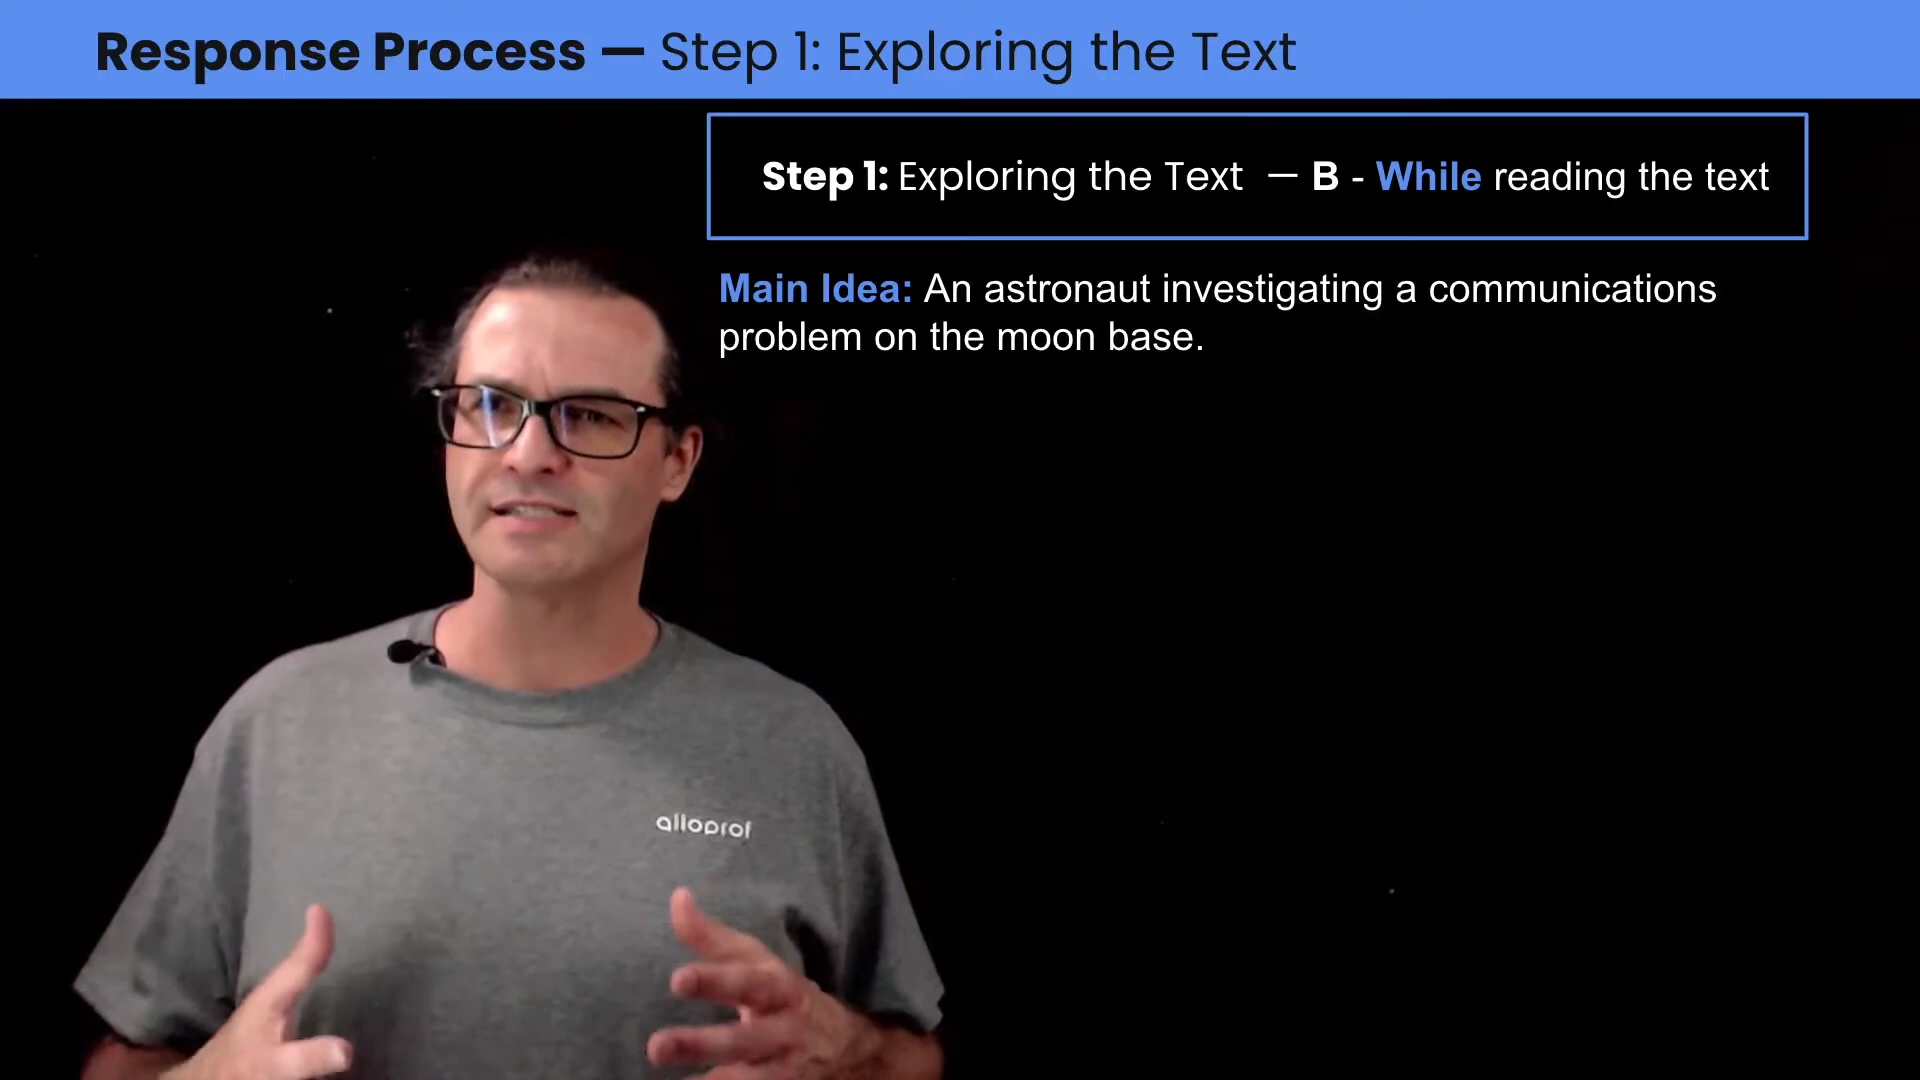 Response Process — Step 1: Exploring the Text
Step 1: Exploring the Text — B - While reading the text
Main Idea: An astronaut investigating a communications
problem on the moon base.
alloprof